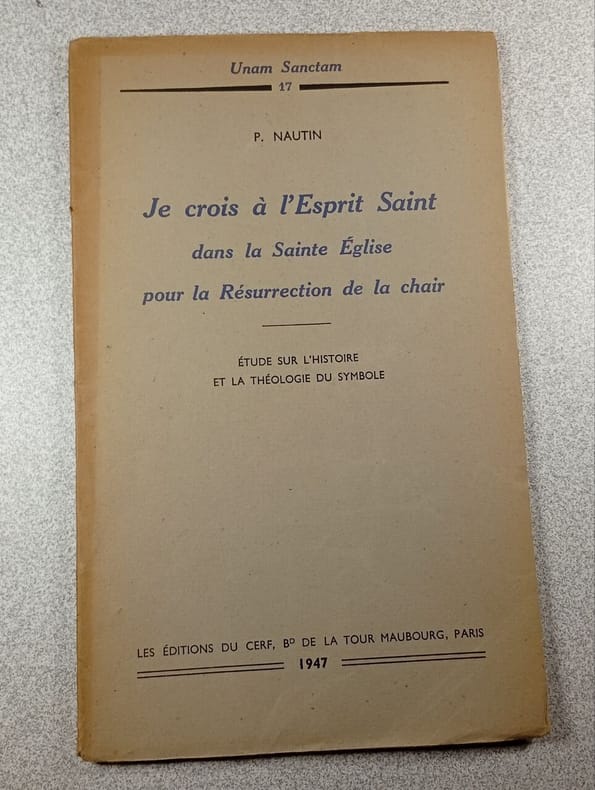 Unam Sanctam
17
P. NAUTIN
Je crois à l'Esprit Saint
dans la Sainte Église
pour la Résurrection de la chair
ÉTUDE SUR L'HISTOIRE
ET LA THÉOLOGIE DU SYMBOLE
LES ÉDITIONS DU CERF, Bᴰ DE LA TOUR MAUBOURG, PARIS
1947